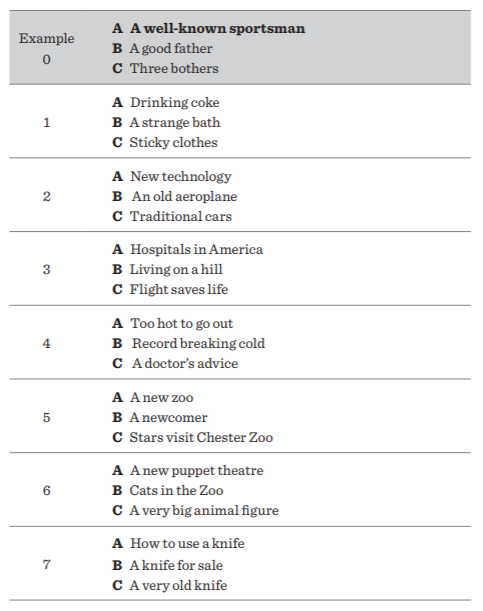 Example
0
A A well-known sportsman
B A good father
C Three bothers
1
A Drinking coke
B A strange bath
C Sticky clothes
2
A New technology
B An old aeroplane
C Traditional cars
3
A Hospitals in America
B Living on a hill
C Flight saves life
4
A Too hot to go out
B Record breaking cold
C A doctor's advice
5
A A new zoo
B A newcomer
C Stars visit Chester Zoo
6
A A new puppet theatre
B Cats in the Zoo
C A very big animal figure
7
A How to use a knife
B A knife for sale
C A very old knife